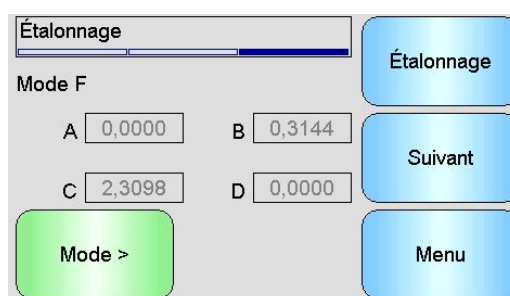 Étalonnage
Étalonnage
Mode F
A 0,0000 B 0,3144
Suivant
C 2,3098 D 0,0000
Mode >
Menu